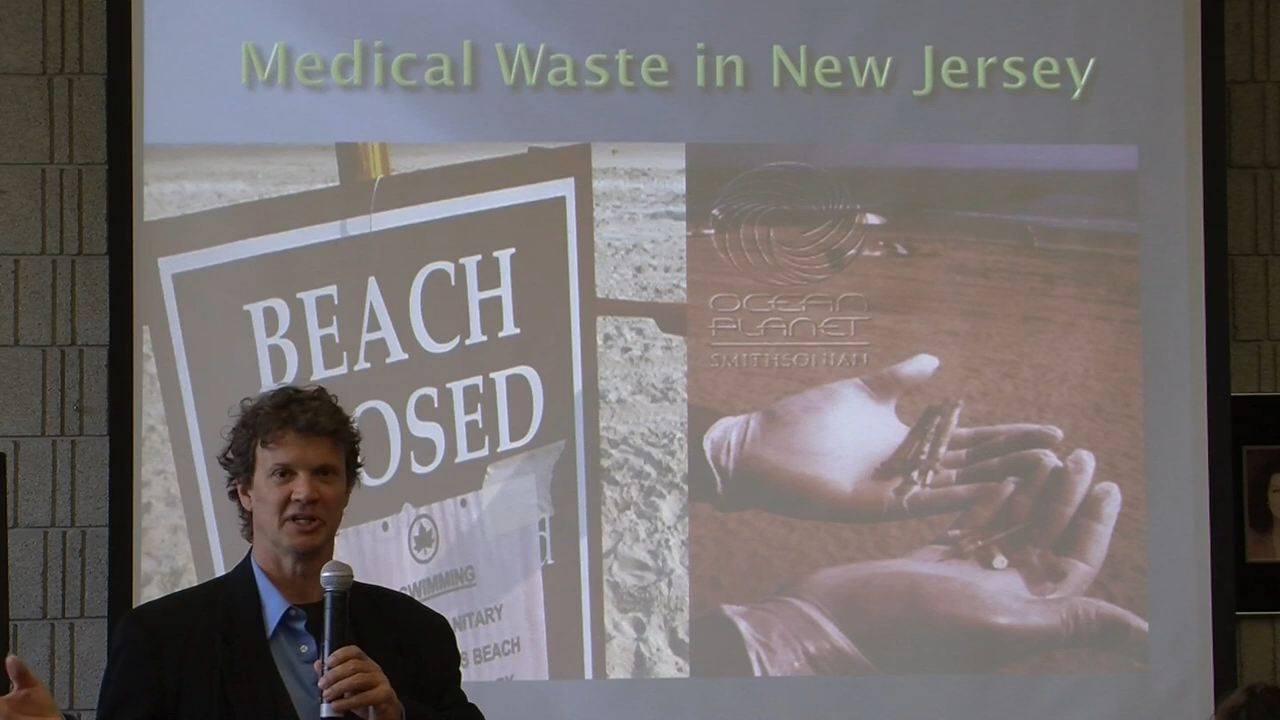 Medical Waste in New Jersey
BEACH
OSED
OCEAN
PLANET
SMITHSONIAN
SWIMMING
NITARY
S BEACH